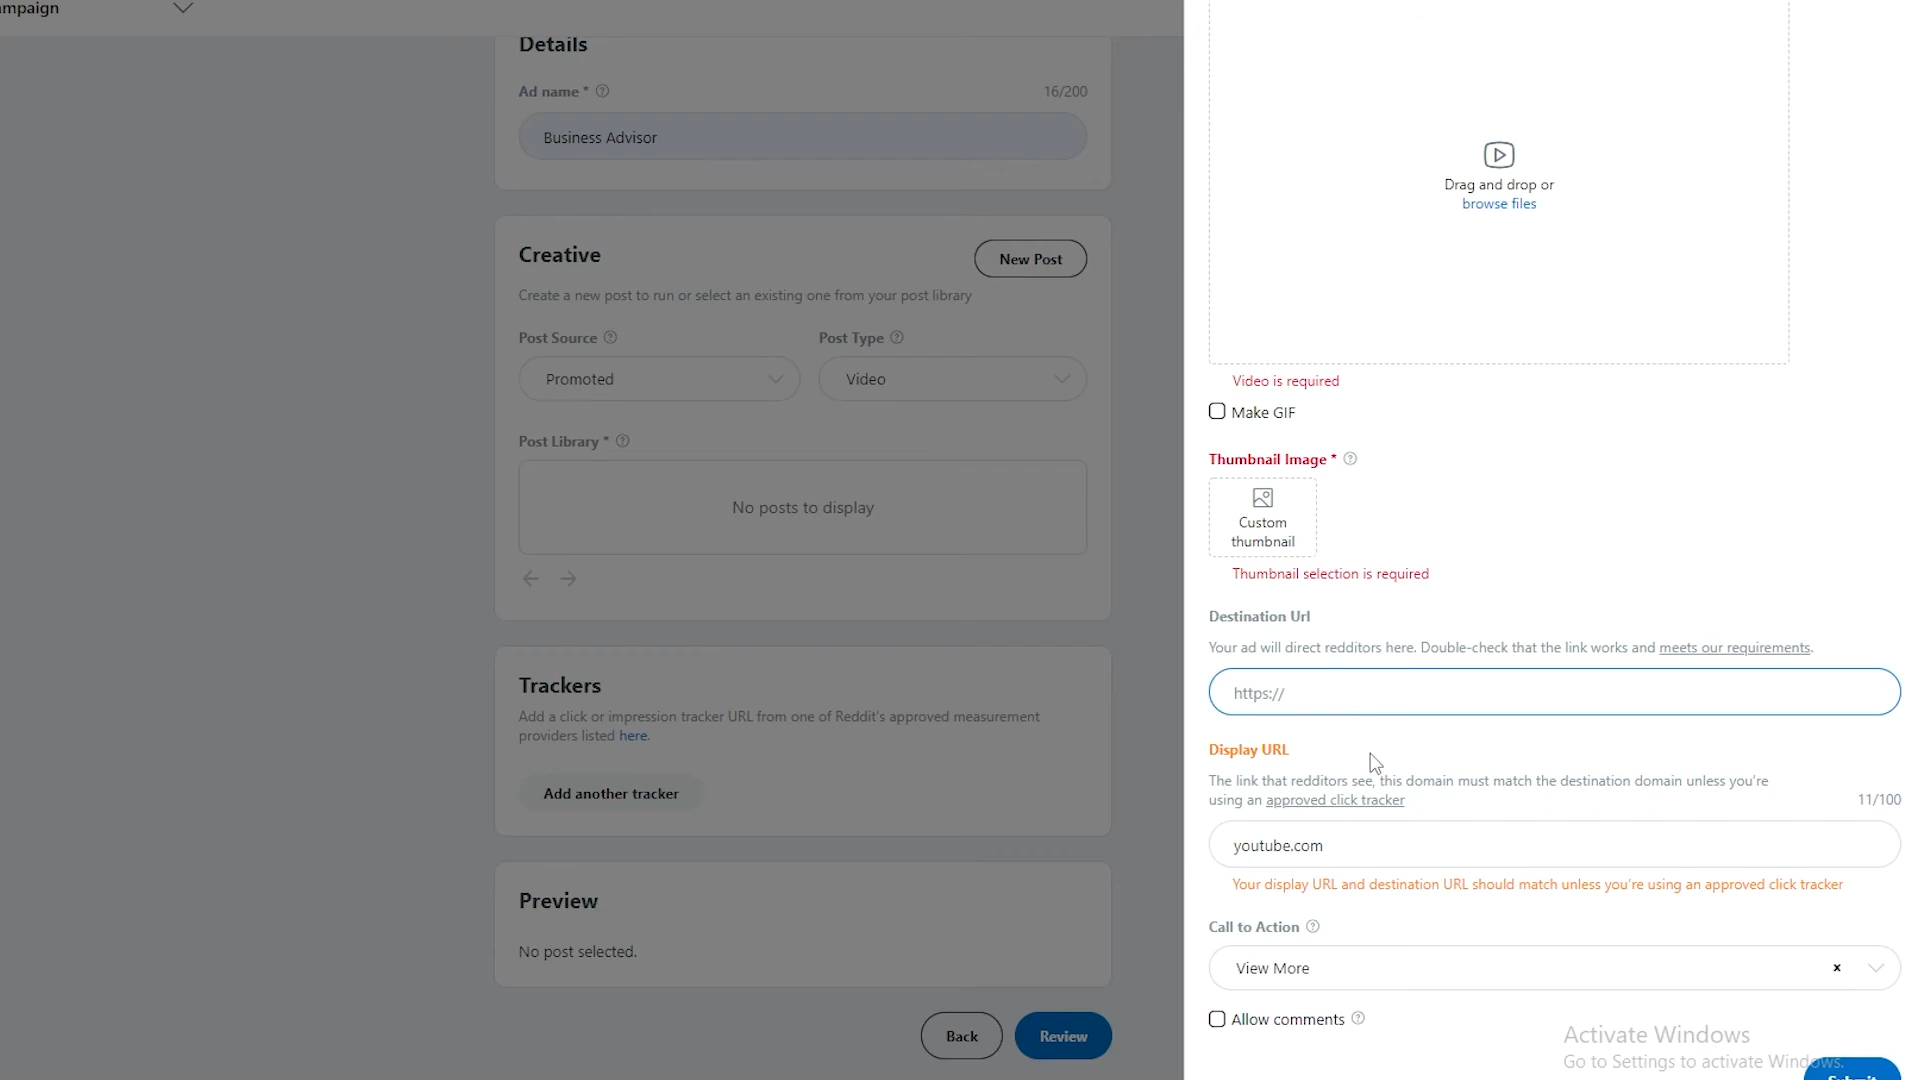 mpaign
Details
Ad name *
16/200
Business Advisor
Creative
New Post
Create a new post to run or select an existing one from your post library
Post Source
Post Type
Promoted
Video
Post Library *
No posts to display
Trackers
Add a click or impression tracker URL from one of Reddit's approved measurement
providers listed here.
Add another tracker
Preview
No post selected.
Back
Review
Drag and drop or
browse files
Video is required
Make GIF
Thumbnail Image *
Custom
thumbnail
Thumbnail selection is required
Destination Url
Your ad will direct redditors here. Double-check that the link works and meets our requirements.
https://
Display URL
The link that redditors see, this domain must match the destination domain unless you're
using an approved click tracker
11/100
youtube.com
Your display URL and destination URL should match unless you're using an approved click tracker
Call to Action
View More
Allow comments
Activate Windows
Go to Settings to activate Windows.
Submit